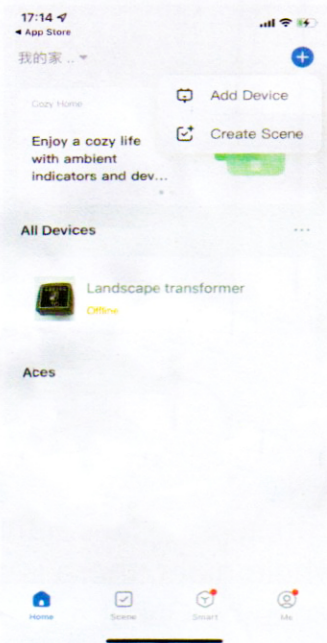 17:14
App Store
我的家 ..
Add Device
Cozy Home
Create Scene
Enjoy a cozy life
with ambient
indicators and dev...
All Devices
Landscape transformer
Offline
Aces
Home
Scene
Smart
Me